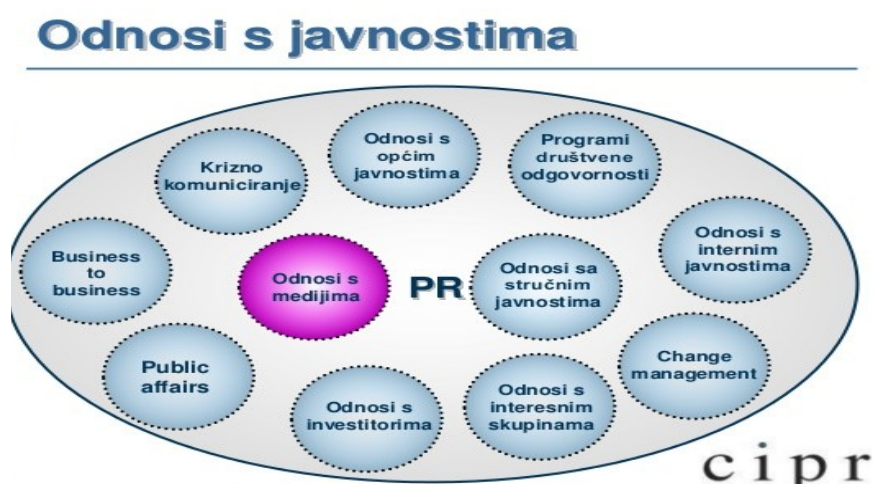 Odnosi s javnostima
Odnosi s
općim
javnostima
Programi
društvene
odgovornosti
Krizno
komuniciranje
Odnosi s
internim
javnostima
Business
to
business
Odnosi s
medijima
PR
Odnosi sa
stručnim
javnostima
Public
affairs
Change
management
Odnosi s
investitorima
Odnosi s
interesnim
skupinama
cipr